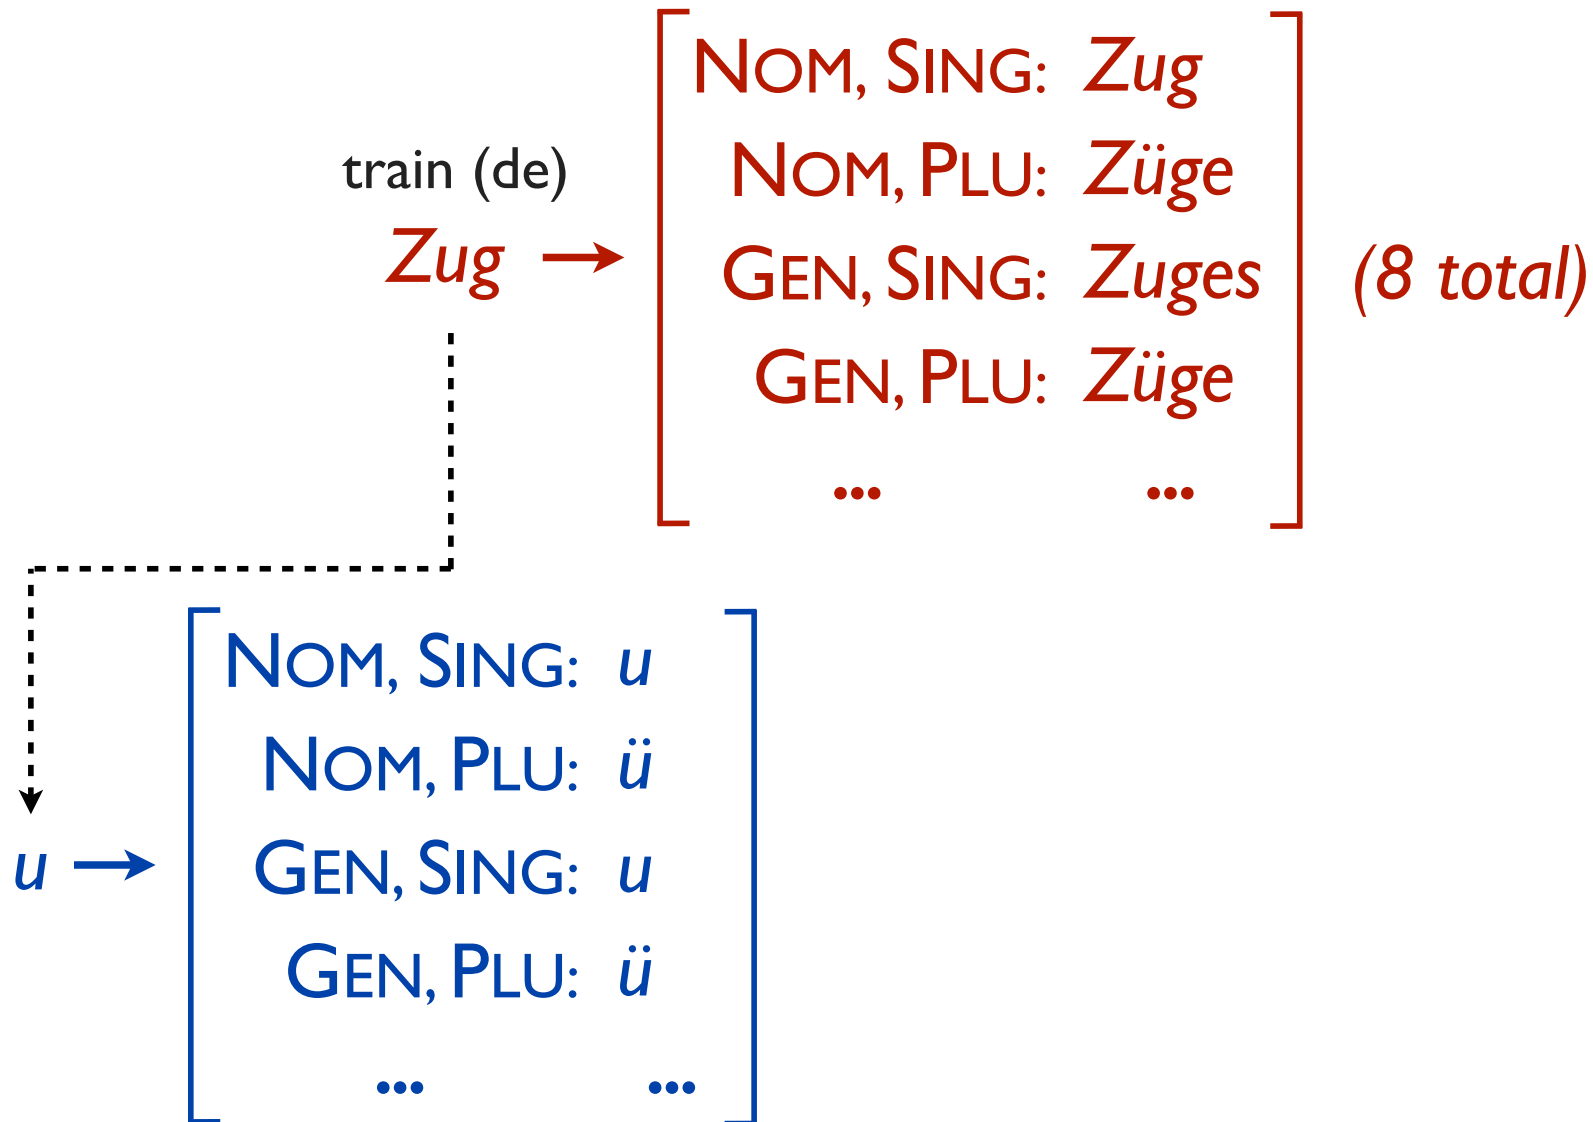 train (de)
Zug → NOM, SING: Zug
NOM, PLU: Züge
GEN, SING: Zuges (8 total)
GEN, PLU: Züge
... ...
u → NOM, SING: u
NOM, PLU: ü
GEN, SING: u
GEN, PLU: ü
... ...